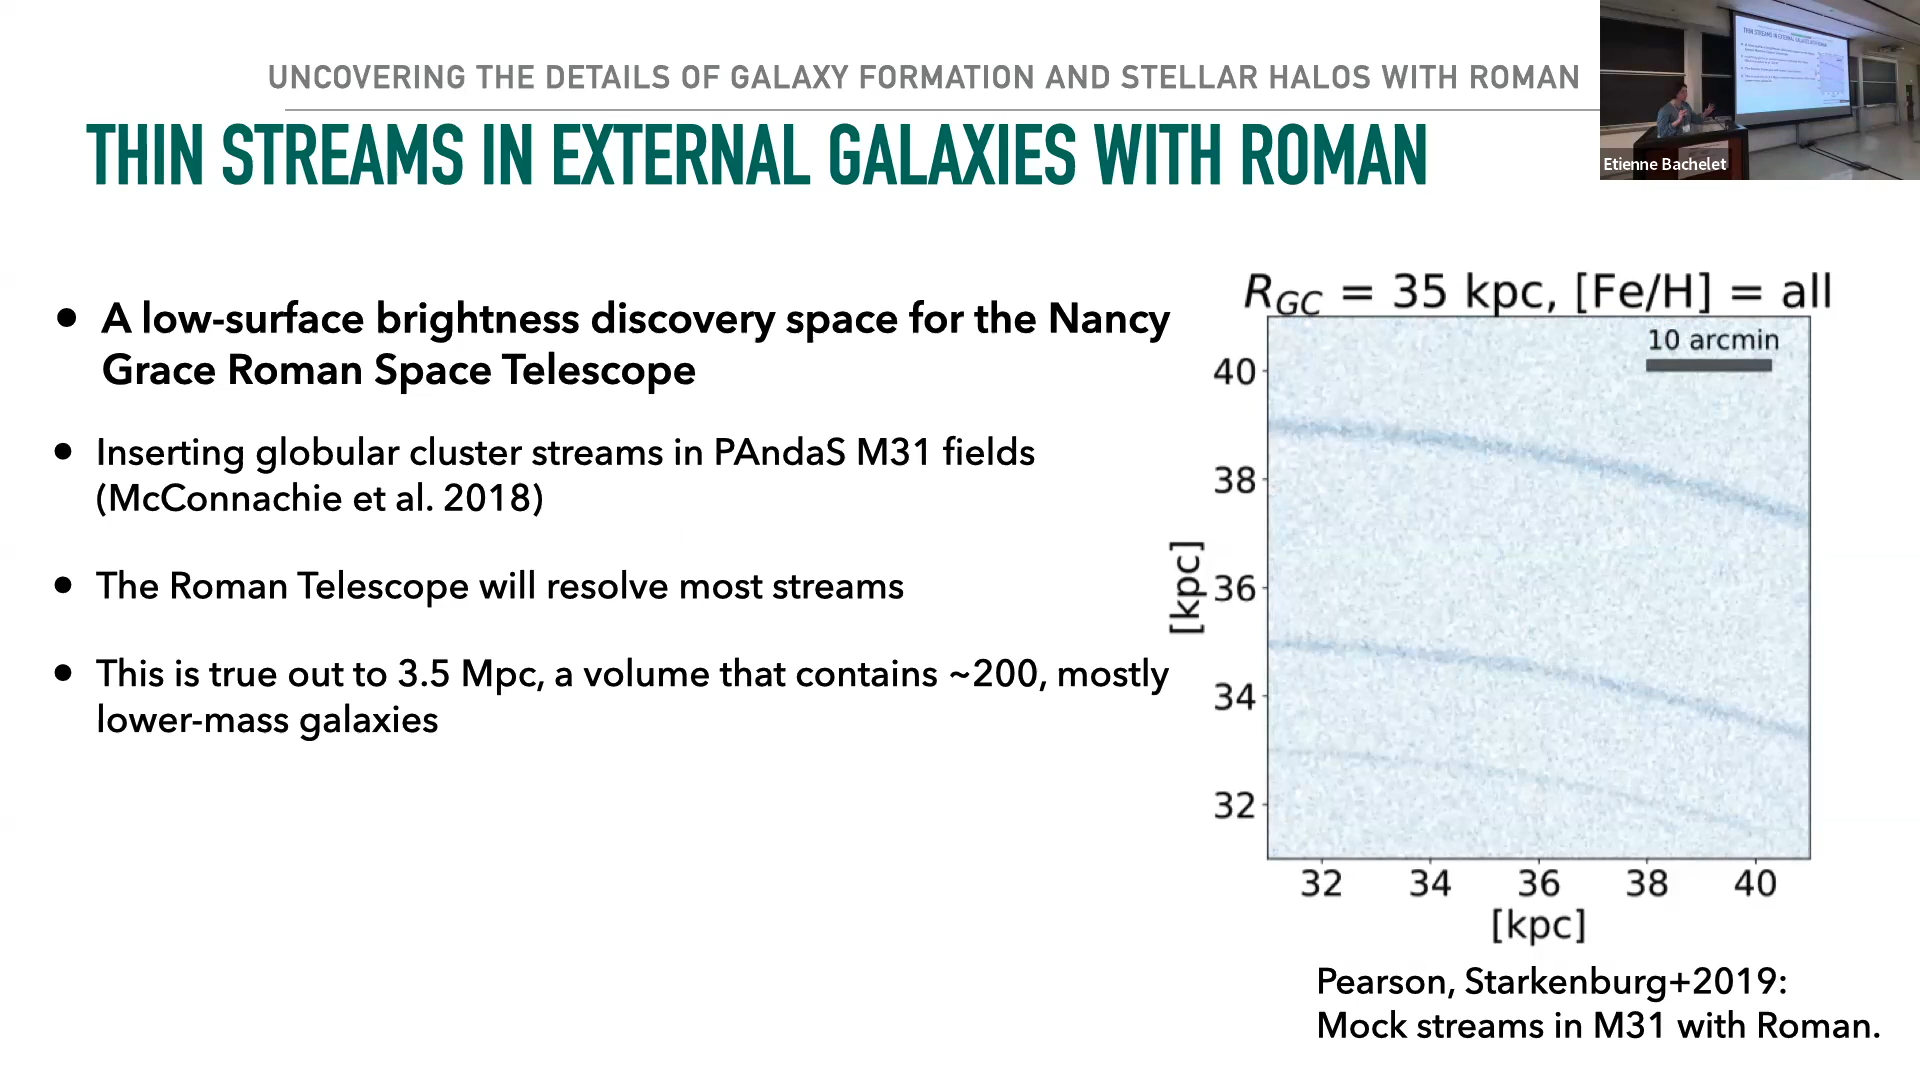 UNCOVERING THE DETAILS OF GALAXY FORMATION AND STELLAR HALOS WITH ROMAN
THIN STREAMS IN EXTERNAL GALAXIES WITH ROMAN
Etienne Bachelet
• A low-surface brightness discovery space for the Nancy
Grace Roman Space Telescope
• Inserting globular cluster streams in PAndaS M31 fields
(McConnachie et al. 2018)
• The Roman Telescope will resolve most streams
• This is true out to 3.5 Mpc, a volume that contains ~200, mostly
lower-mass galaxies
R_GC = 35 kpc, [Fe/H] = all
10 arcmin
40
38
36
34
32
[kpc]
32 34 36 38 40
[kpc]
Pearson, Starkenburg+2019:
Mock streams in M31 with Roman.